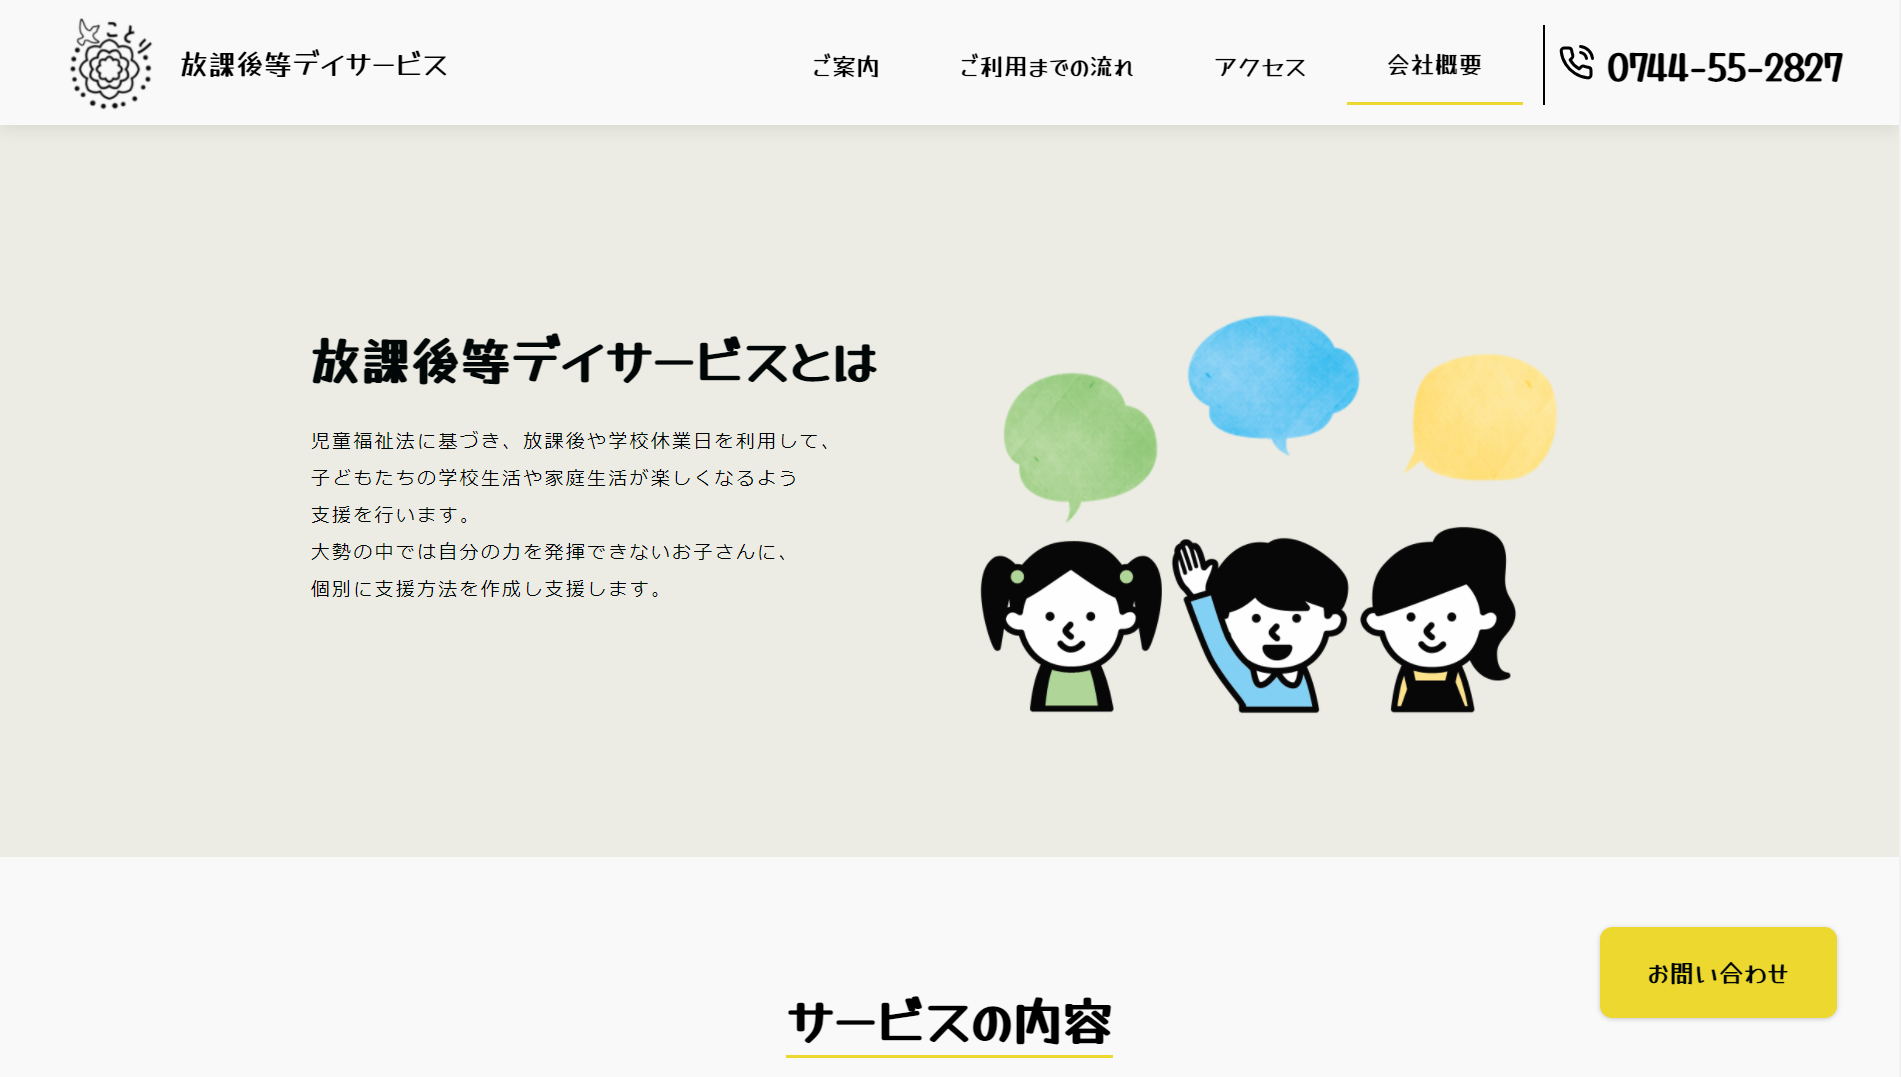 ことり
放課後等デイサービス
ご案内
ご利用までの流れ
アクセス
会社概要
0744-55-2827
放課後等デイサービスとは
児童福祉法に基づき、放課後や学校休業日を利用して、
子どもたちの学校生活や家庭生活が楽しくなるよう
支援を行います。
大勢の中では自分の力を発揮できないお子さんに、
個別に支援方法を作成し支援します。
お問い合わせ
サービスの内容